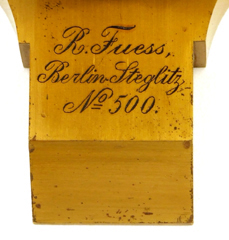 R. Fuess,
Berlin-Steglitz,
No 500.